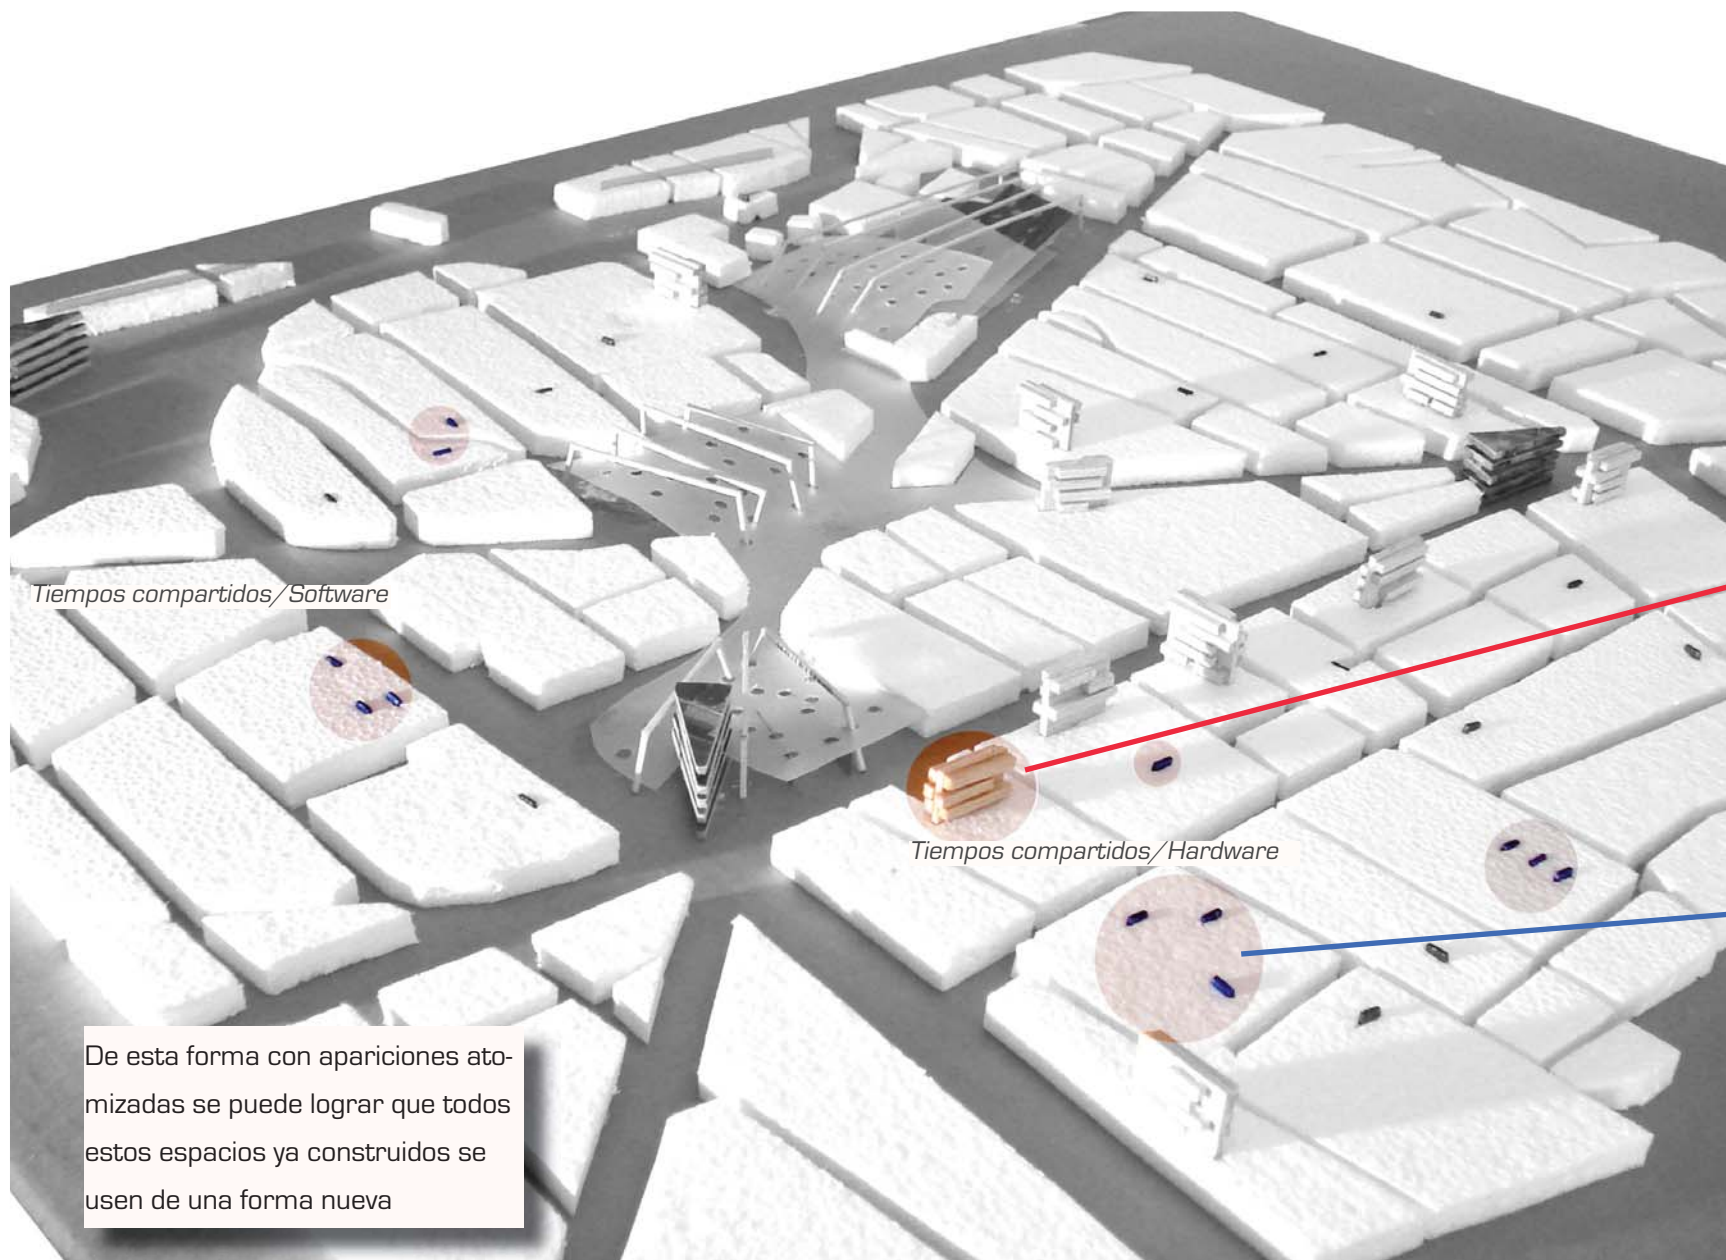 Tiempos compartidos/Software
Tiempos compartidos/Hardware
De esta forma con apariciones ato-
mizadas se puede lograr que todos
estos espacios ya construidos se
usen de una forma nueva